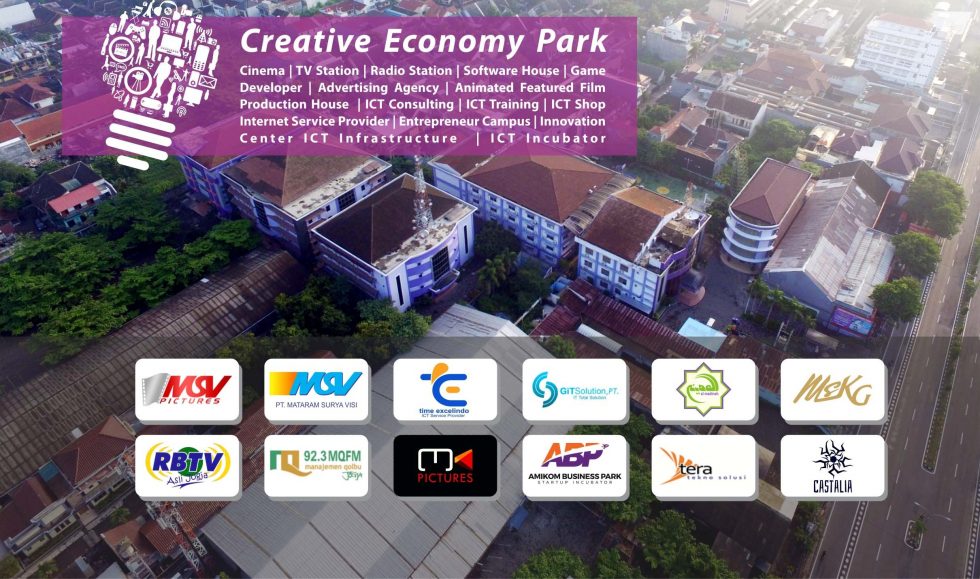 Creative Economy Park
Cinema | TV Station | Radio Station | Software House | Game
Developer | Advertising Agency | Animated Featured Film
Production House | ICT Consulting | ICT Training | ICT Shop
Internet Service Provider | Entrepreneur Campus | Innovation
Center ICT Infrastructure | ICT Incubator
MSV
PICTURES
MSV
PT. MATARAM SURYA VISI
time excelindo
ICT Service Provider
GITSolution,PT.
IT Total Solution
RBTV
Asli Jogja
92.3 MQFM
manajemen qolbu
Jogja
PICTURES
ABP
AMIKOM BUSINESS PARK
STARTUP INCUBATOR
tera
tekno solusi
CASTALIA